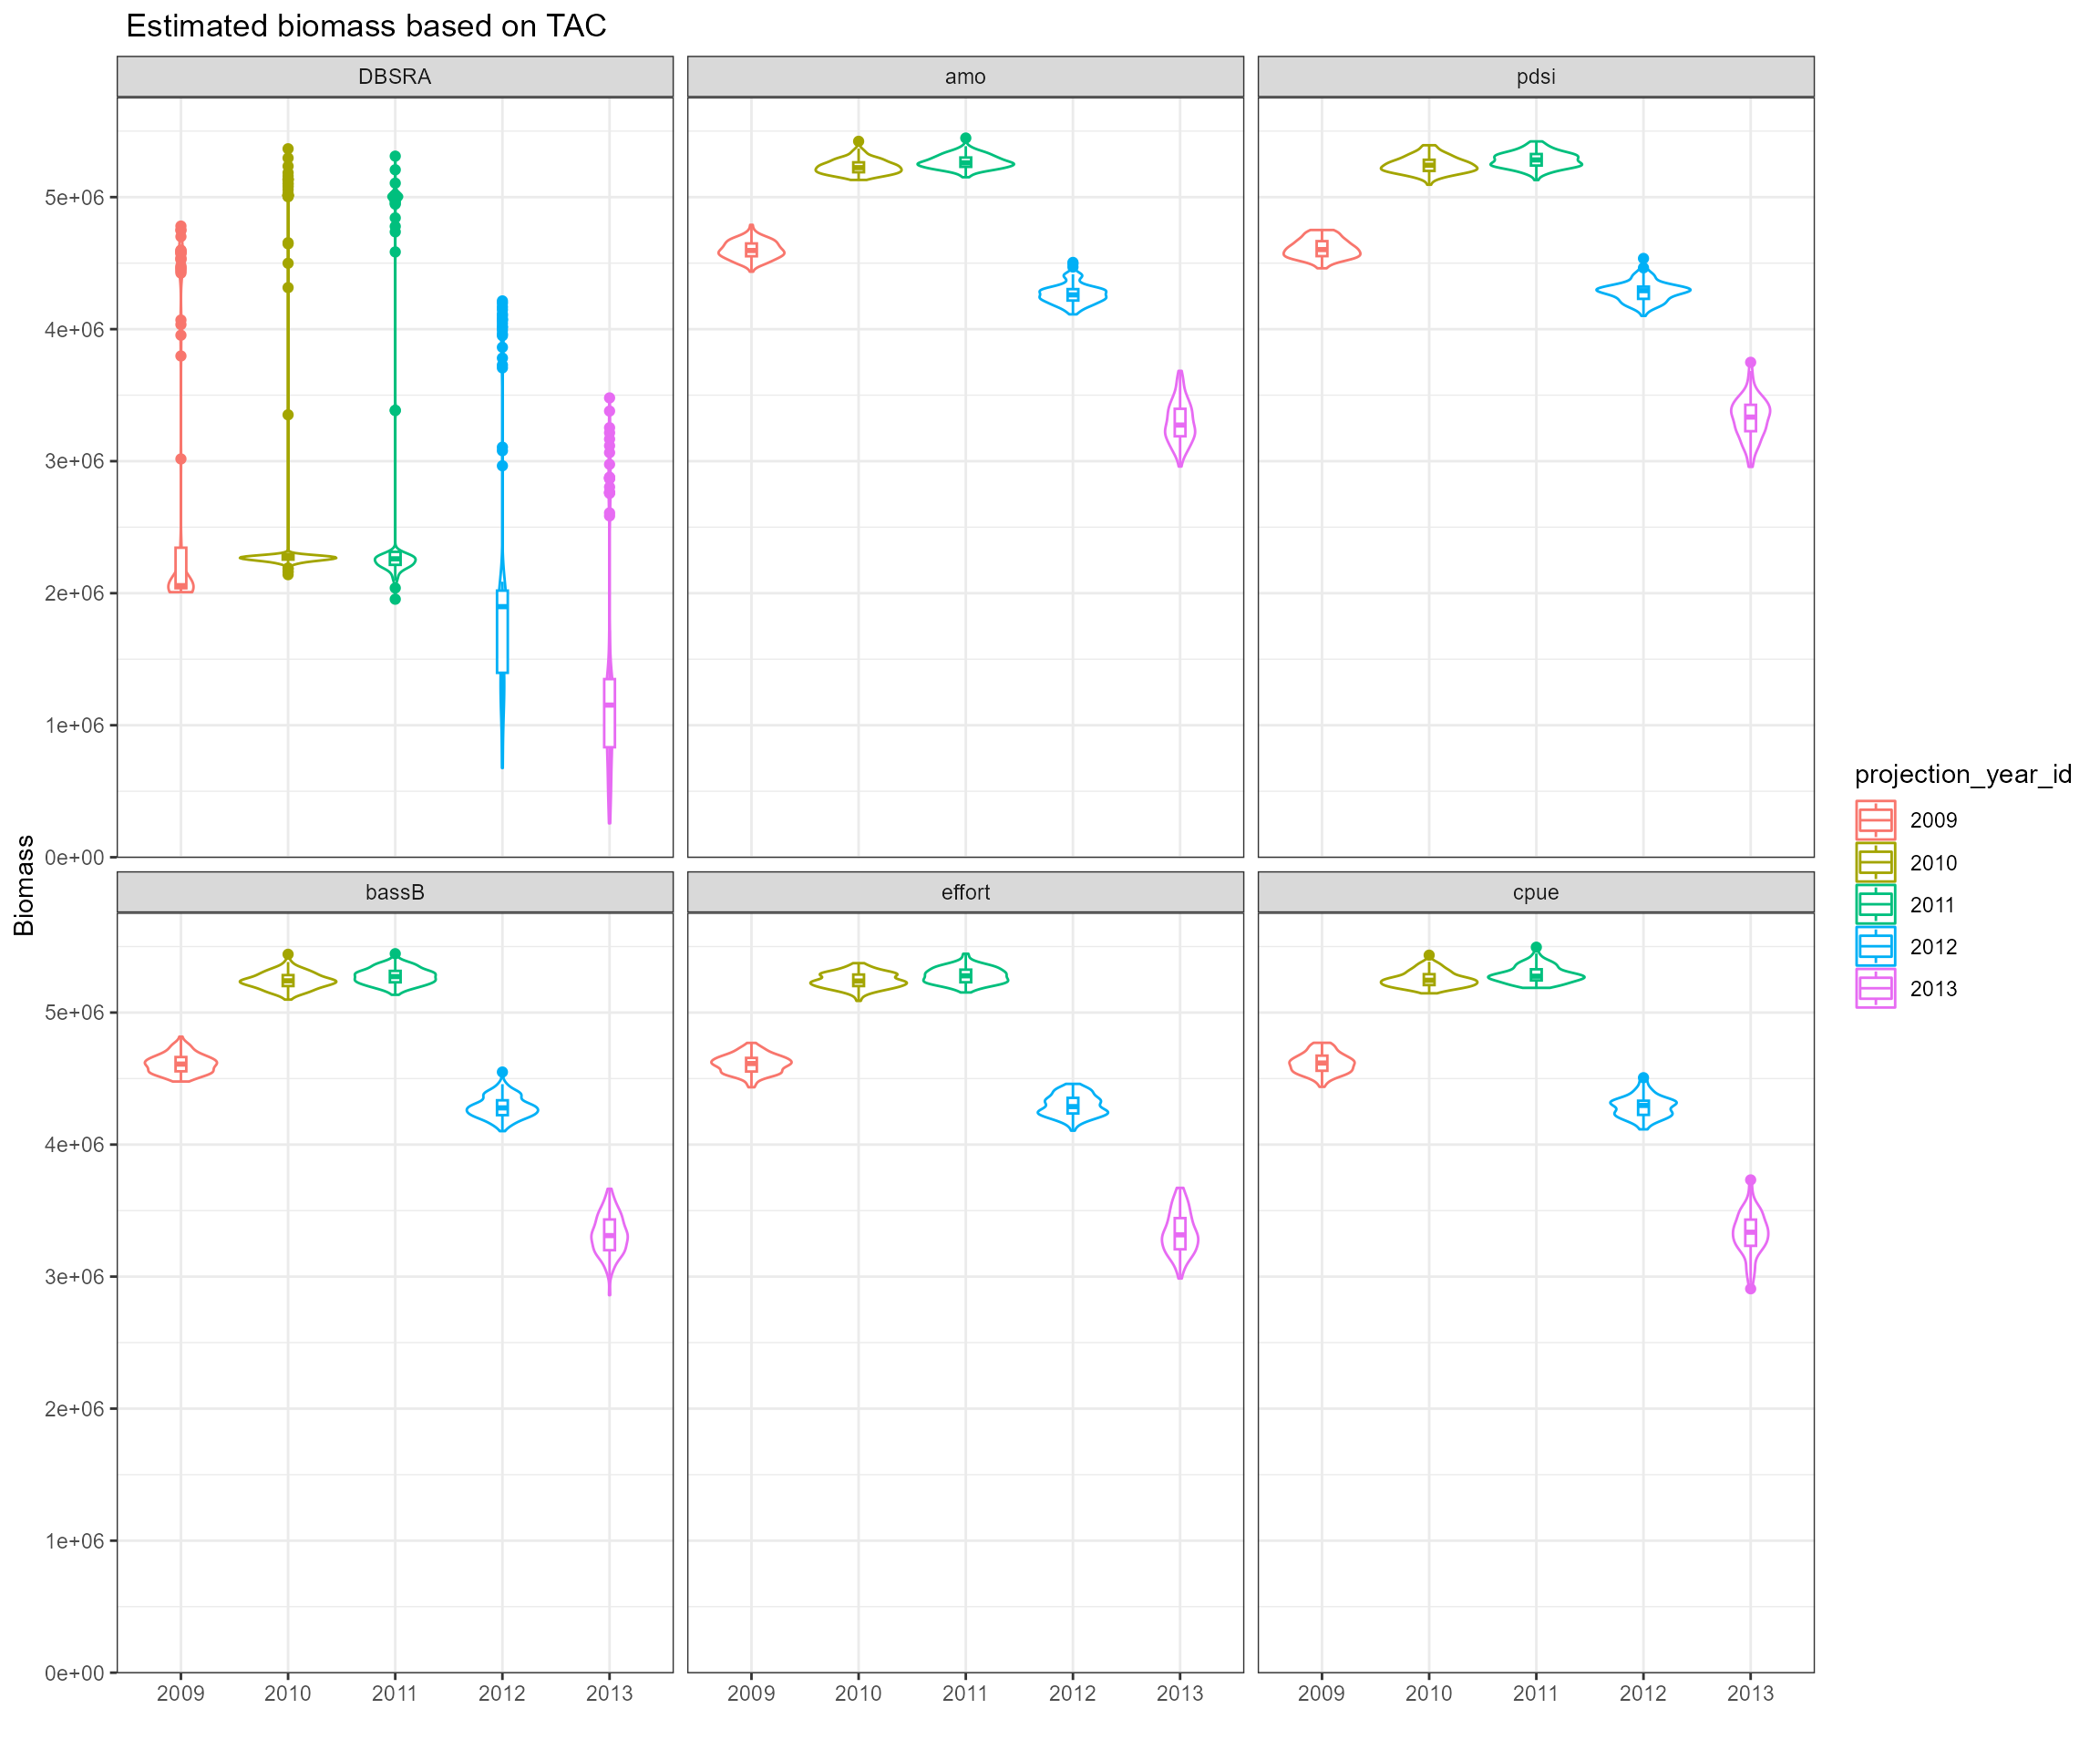 Estimated biomass based on TAC
DBSRA
amo
pdsi
5e+06
4e+06
3e+06
2e+06
1e+06
0e+00
Biomass
bassB
effort
cpue
5e+06
4e+06
3e+06
2e+06
1e+06
0e+00
2009 2010 2011 2012 2013
2009 2010 2011 2012 2013
2009 2010 2011 2012 2013
projection_year_id
2009
2010
2011
2012
2013